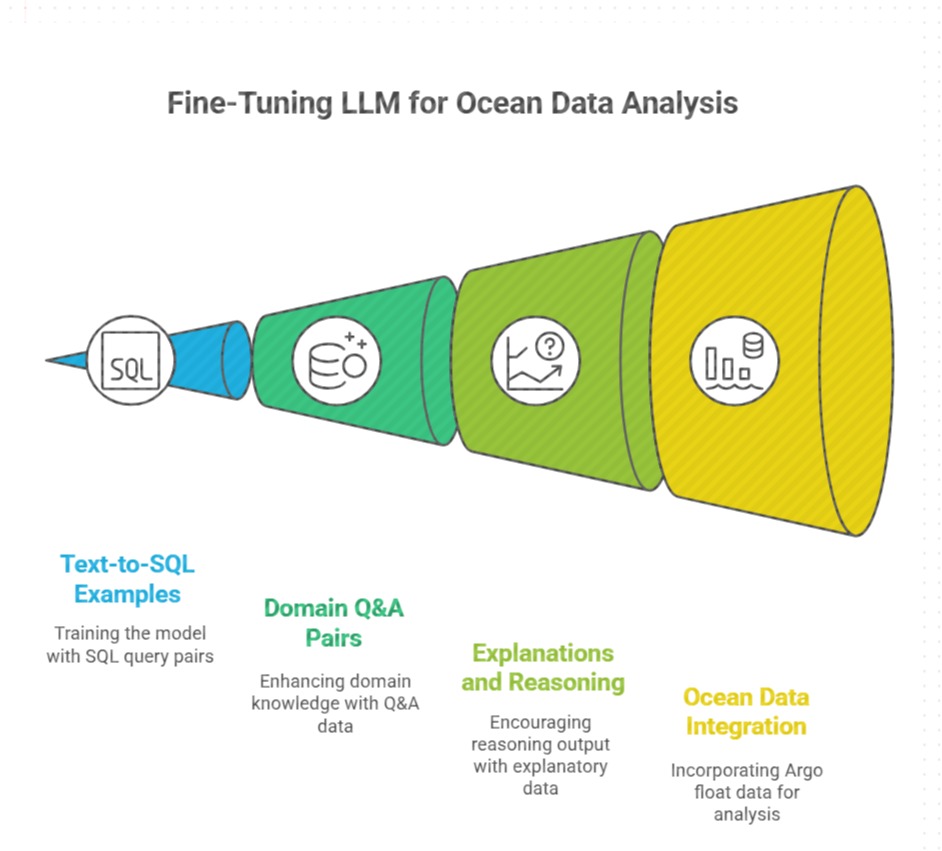 Fine-Tuning LLM for Ocean Data Analysis
SQL
?
Text-to-SQL
Examples
Training the model
with SQL query pairs
Domain Q&A
Pairs
Enhancing domain
knowledge with Q&A
data
Explanations
and Reasoning
Encouraging
reasoning output
with explanatory
data
Ocean Data
Integration
Incorporating Argo
float data for
analysis